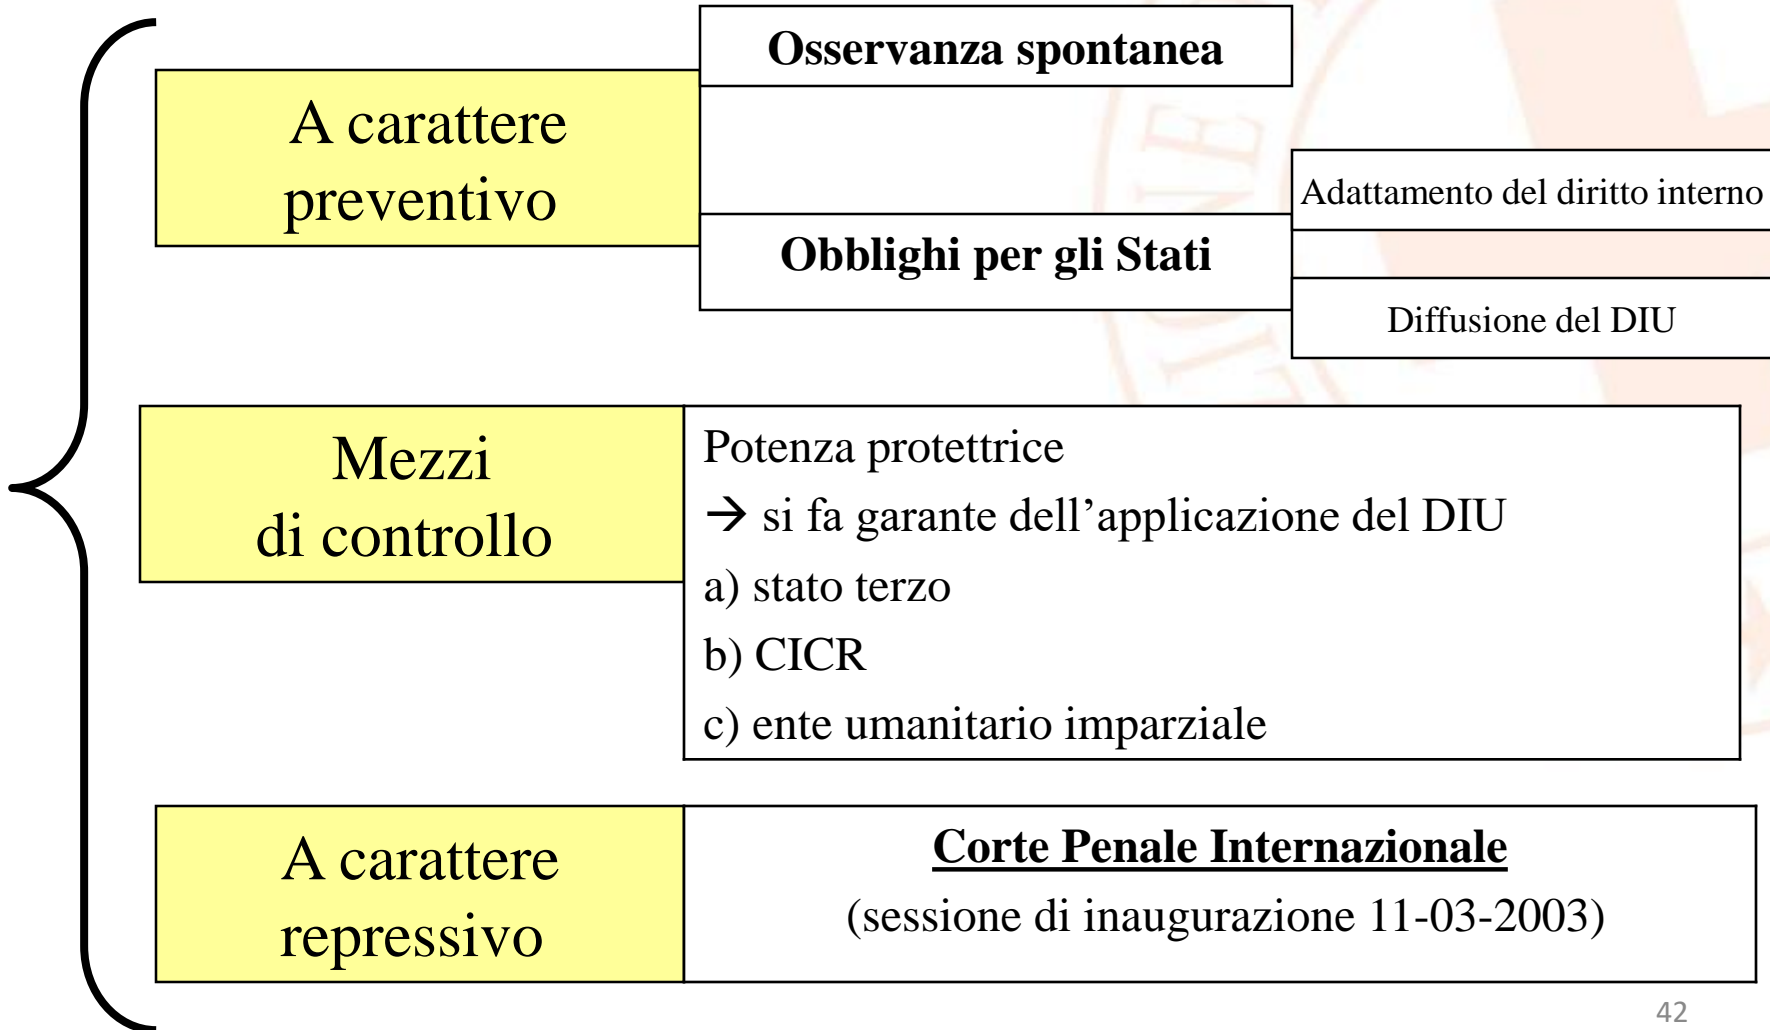 Osservanza spontanea
A carattere
preventivo
Adattamento del diritto interno
Obblighi per gli Stati
Diffusione del DIU
Mezzi
di controllo
Potenza protettrice
→ si fa garante dell’applicazione del DIU
a) stato terzo
b) CICR
c) ente umanitario imparziale
A carattere
repressivo
Corte Penale Internazionale
(sessione di inaugurazione 11-03-2003)
42